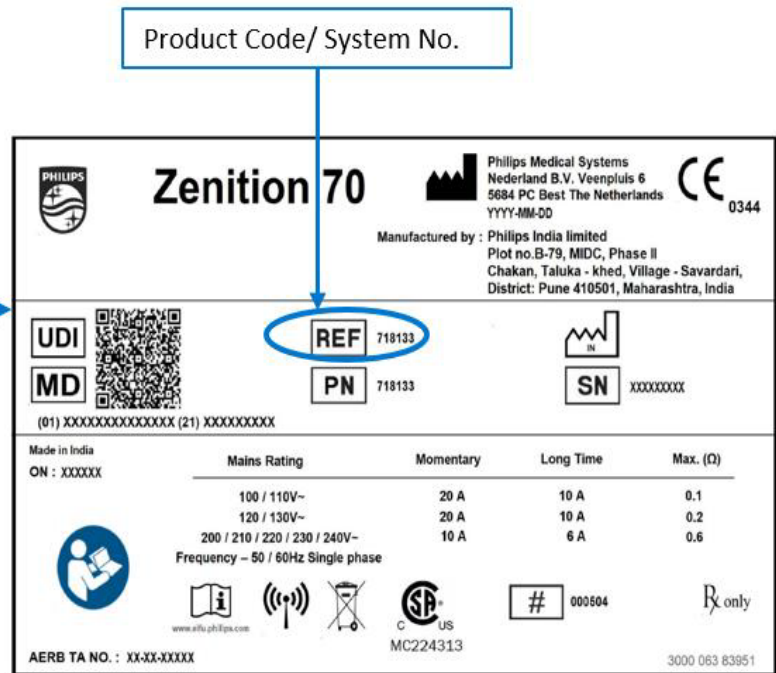 Product Code/ System No.
PHILIPS
Zenition 70
Philips Medical Systems
Nederland B.V. Veenpluis 6
5684 PC Best The Netherlands
YYYY-MM-DD
CE 0344
Manufactured by : Philips India limited
Plot no.B-79, MIDC, Phase II
Chakan, Taluka - khed, Village - Savardari,
District: Pune 410501, Maharashtra, India
UDI
REF 718133
IN
MD
PN 718133
SN XXXXXXXXX
(01) XXXXXXXXXXXXXX (21) XXXXXXXXX
Made in India
ON : XXXXXX
Mains Rating Momentary Long Time Max. (Ω)
100 / 110V~ 20 A 10 A 0.1
120 / 130V~ 20 A 10 A 0.2
200 / 210 / 220 / 230 / 240V~ 10 A 6 A 0.6
Frequency – 50 / 60Hz Single phase
www.eifu.philips.com
C SA US
MC224313
# 000504
Rx only
AERB TA NO. : XX-XX-XXXXX
3000 063 83951